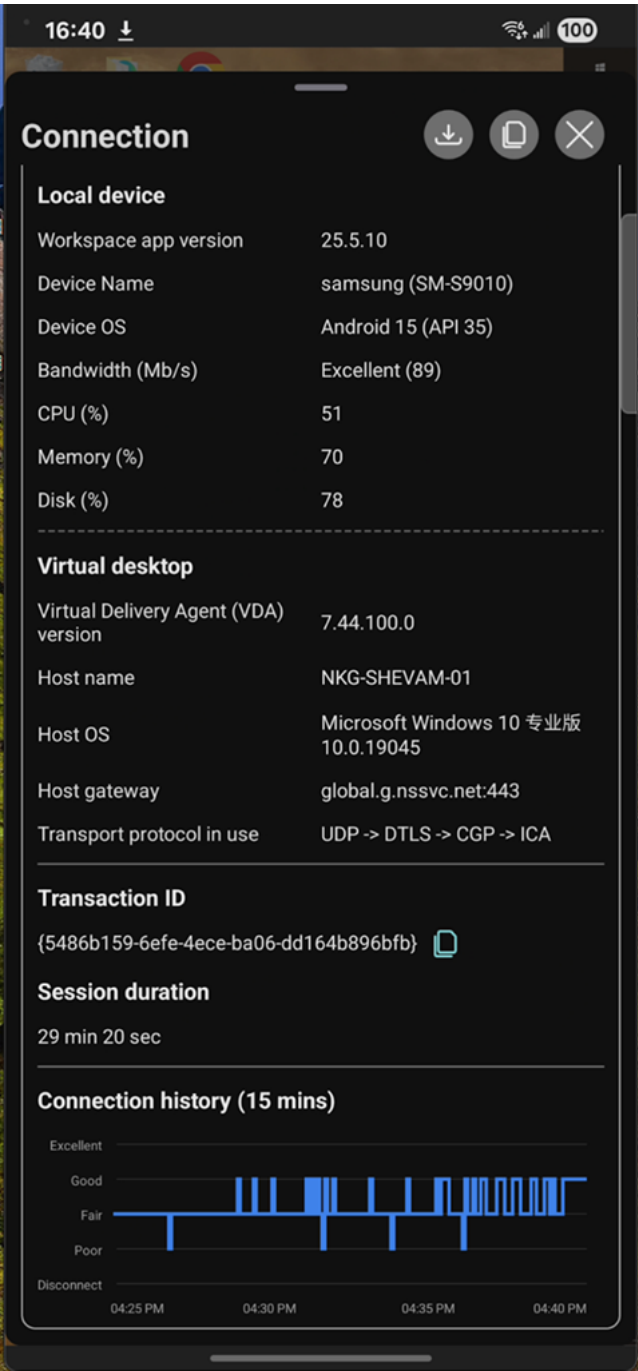 16:40
100
Connection
Local device
Workspace app version 25.5.10
Device Name samsung (SM-S9010)
Device OS Android 15 (API 35)
Bandwidth (Mb/s) Excellent (89)
CPU (%) 51
Memory (%) 70
Disk (%) 78
Virtual desktop
Virtual Delivery Agent (VDA)
version
7.44.100.0
Host name NKG-SHEVAM-01
Host OS
Microsoft Windows 10 专业版
10.0.19045
Host gateway global.g.nssvc.net:443
Transport protocol in use UDP -> DTLS -> CGP -> ICA
Transaction ID
{5486b159-6efe-4ece-ba06-dd164b896bfb}
Session duration
29 min 20 sec
Connection history (15 mins)
Excellent
Good
Fair
Poor
Disconnect
04:25 PM 04:30 PM 04:35 PM 04:40 PM